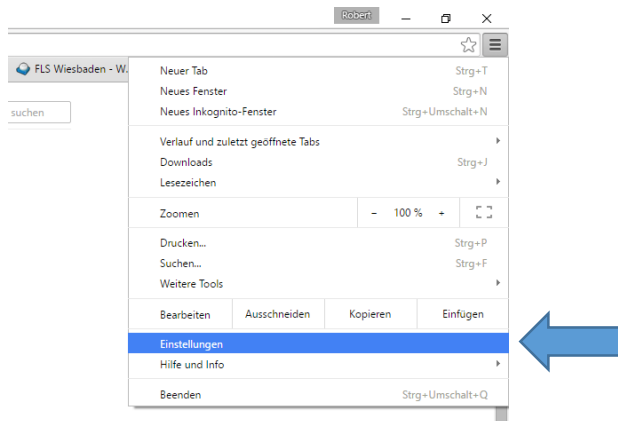 Robert
FLS Wiesbaden - W.
suchen
Neuer Tab Strg+T
Neues Fenster Strg+N
Neues Inkognito-Fenster Strg+Umschalt+N
Verlauf und zuletzt geöffnete Tabs
Downloads Strg+J
Lesezeichen
Zoomen - 100 % +
Drucken... Strg+P
Suchen... Strg+F
Weitere Tools
Bearbeiten Ausschneiden Kopieren Einfügen
Einstellungen
Hilfe und Info
Beenden Strg+Umschalt+Q